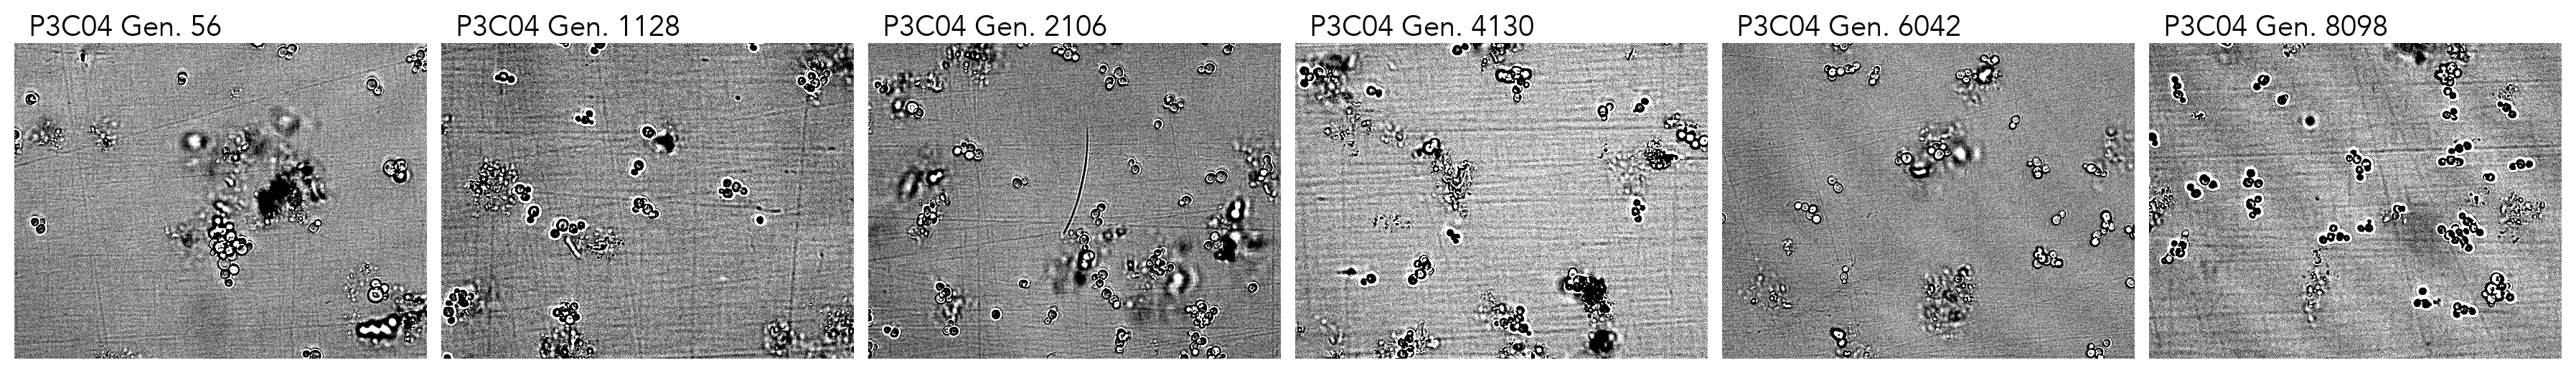 P3C04 Gen. 56
P3C04 Gen. 1128
P3C04 Gen. 2106
P3C04 Gen. 4130
P3C04 Gen. 6042
P3C04 Gen. 8098